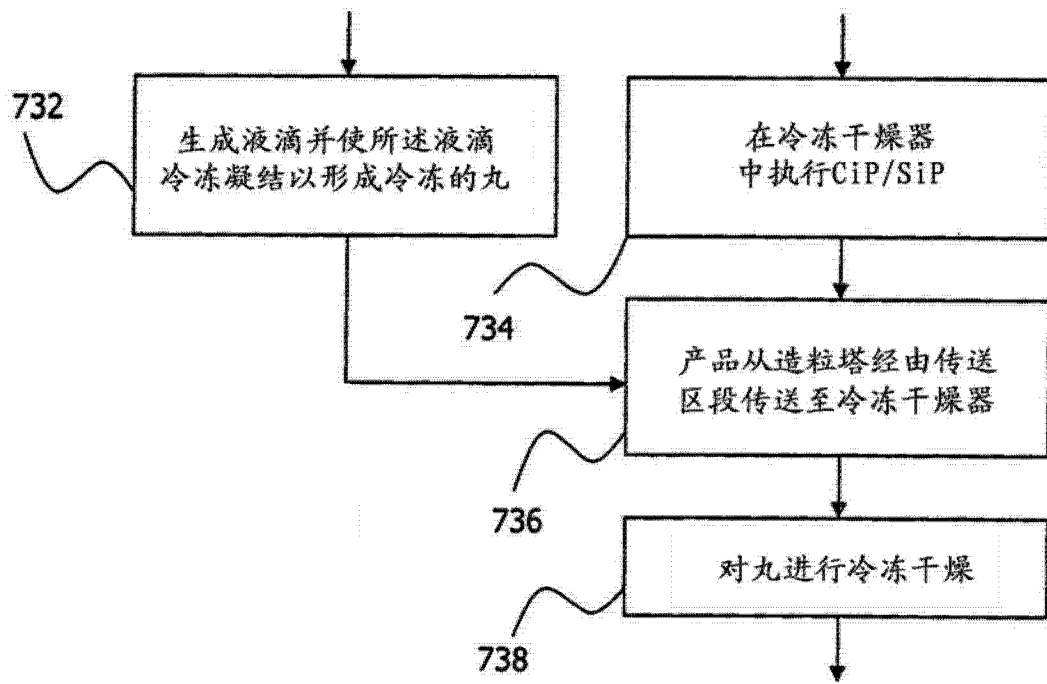 732
生成液滴并使所述液滴
冷冻凝结以形成冷冻的丸
在冷冻干燥器
中执行CiP/SiP
734
产品从造粒塔经由传送
区段传送至冷冻干燥器
736
对丸进行冷冻干燥
738